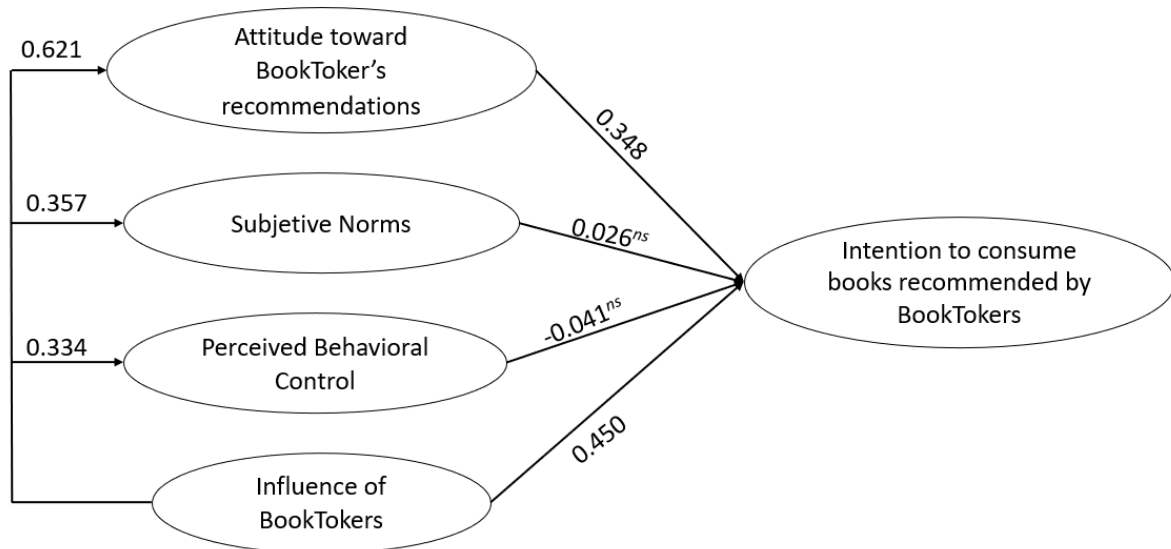 0.621
Attitude toward
BookToker's
recommendations
0.348
0.357
Subjetive Norms
0.026ns
Intention to consume
books recommended by
BookTokers
-0.041ns
0.334
Perceived Behavioral
Control
0.450
Influence of
BookTokers